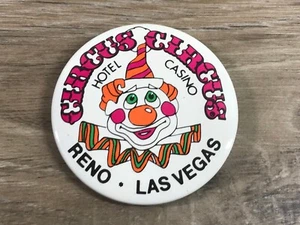 CIRCUS CIRCUS
HOTEL CASINO
RENO • LAS VEGAS